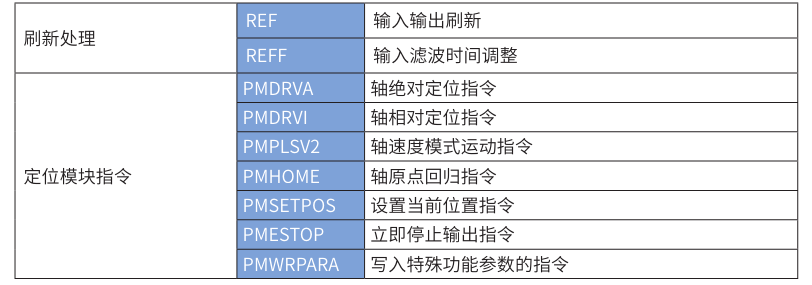 刷新处理
REF 输入输出刷新
REFF 输入滤波时间调整
定位模块指令
PMDRVA 轴绝对定位指令
PMDRVI 轴相对定位指令
PMPLSV2 轴速度模式运动指令
PMHOME 轴原点回归指令
PMSETPOS 设置当前位置指令
PMESTOP 立即停止输出指令
PMWRPARA 写入特殊功能参数的指令